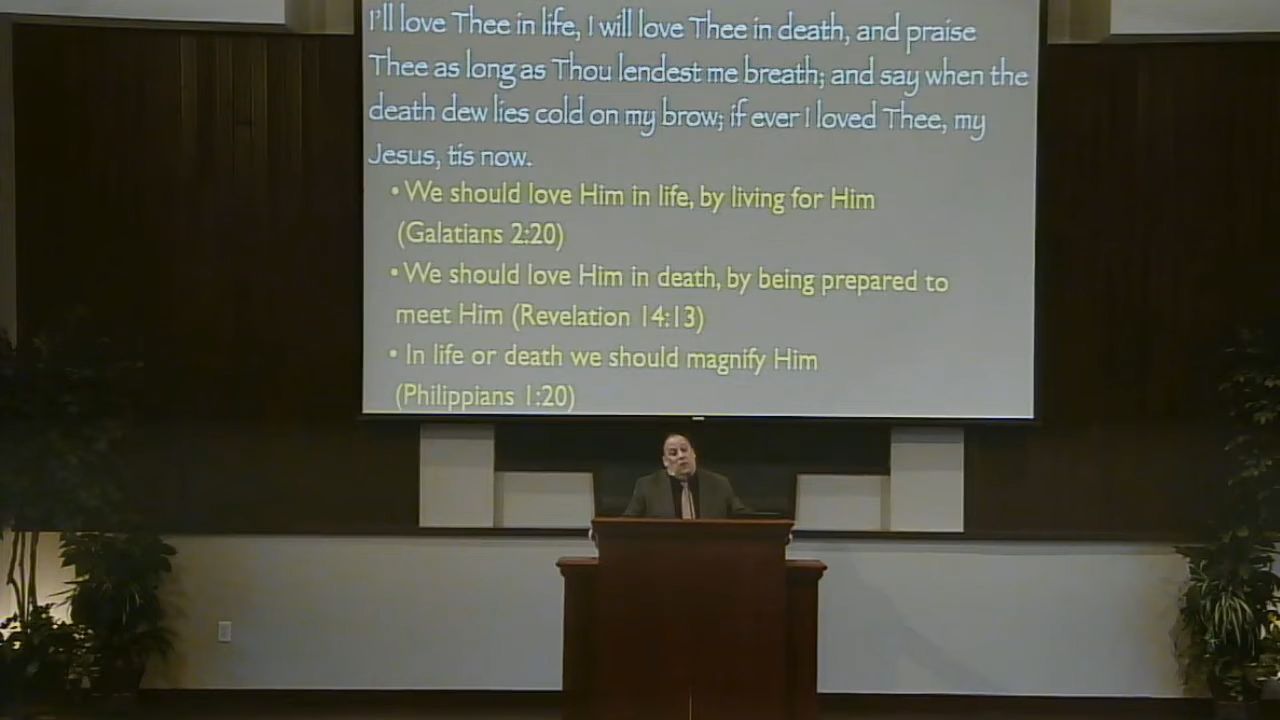 I'll love Thee in life, I will love Thee in death, and praise
Thee as long as Thou lendest me breath; and say when the
death dew lies cold on my brow; if ever I loved Thee, my
Jesus, tis now.
• We should love Him in life, by living for Him
(Galatians 2:20)
• We should love Him in death, by being prepared to
meet Him (Revelation 14:13)
• In life or death we should magnify Him
(Philippians 1:20)